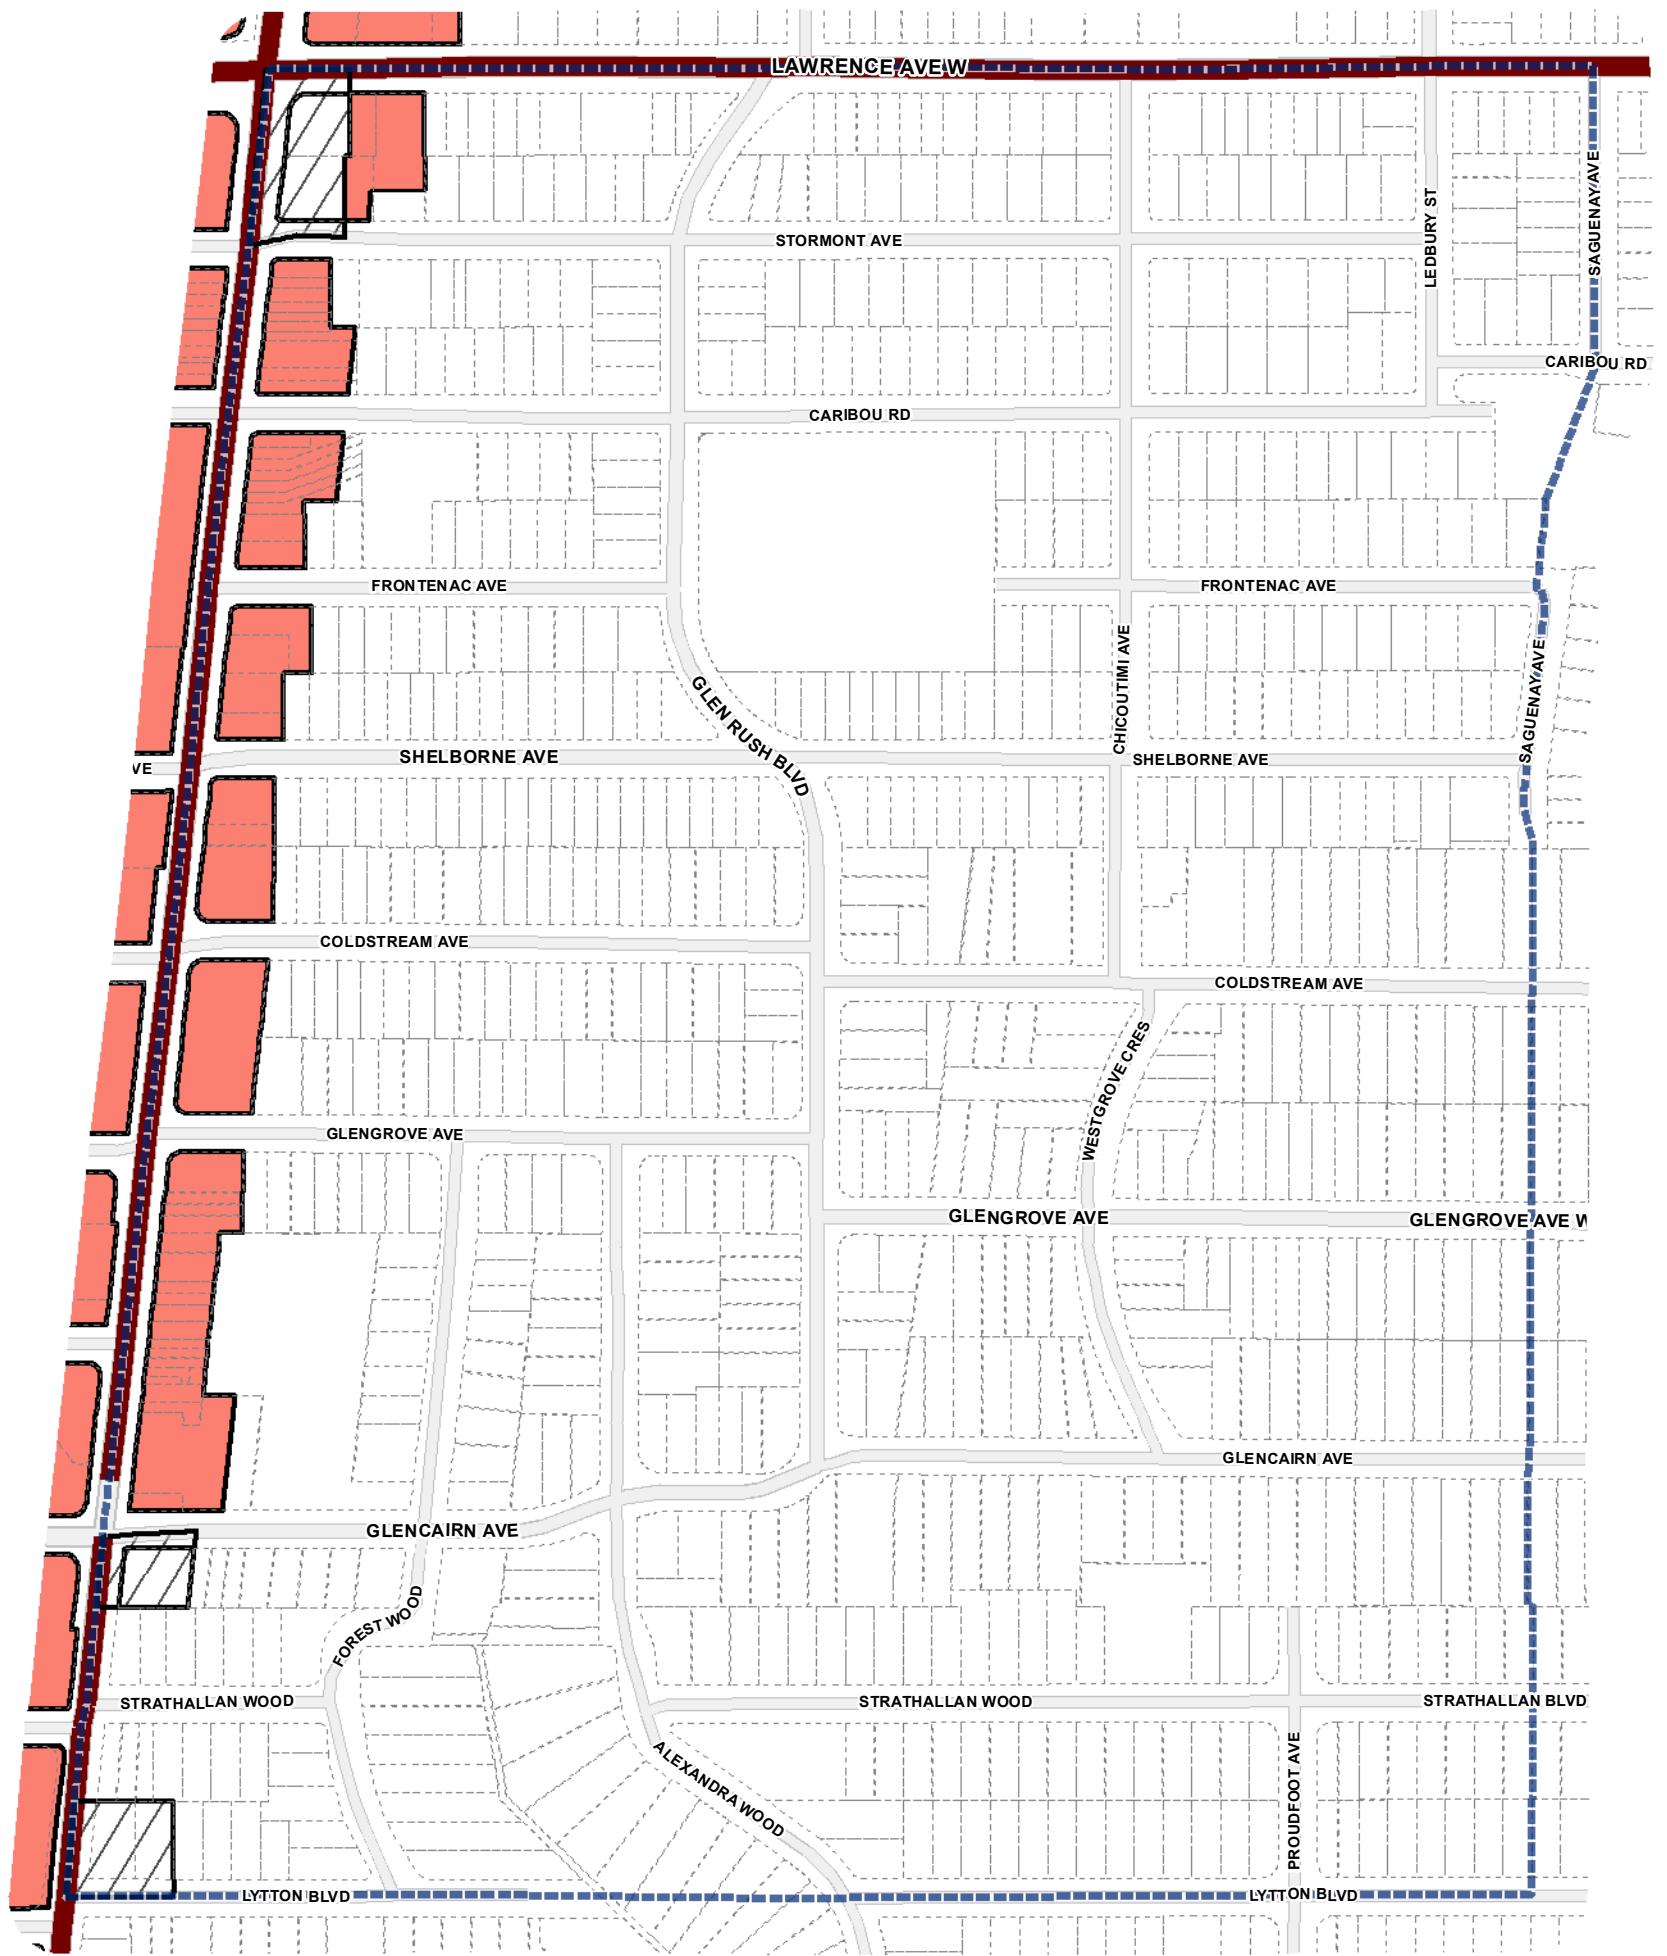 LAWRENCE AVE W
SAGUENAY AVE
LEDBURY ST
STORMONT AVE
CARIBOU RD
CARIBOU RD
FRONTENAC AVE
FRONTENAC AVE
CHICOUTIMI AVE
SAGUENAY AVE
GLEN RUSH BLVD
SHELBORNE AVE
SHELBORNE AVE
VE
COLDSTREAM AVE
COLDSTREAM AVE
WESTGROVE CRES
GLENGROVE AVE
GLENGROVE AVE
GLENGROVE AVE W
GLENCAIRN AVE
GLENCAIRN AVE
FOREST WOOD
STRATHALLAN WOOD
STRATHALLAN WOOD
STRATHALLAN BLVD
ALEXANDRA WOOD
PROUDFOOT AVE
LYTTON BLVD
LYTTON BLVD